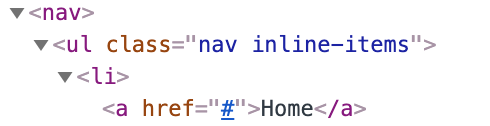 <nav>
<ul class="nav inline-items">
<li>
<a href="#">Home</a>